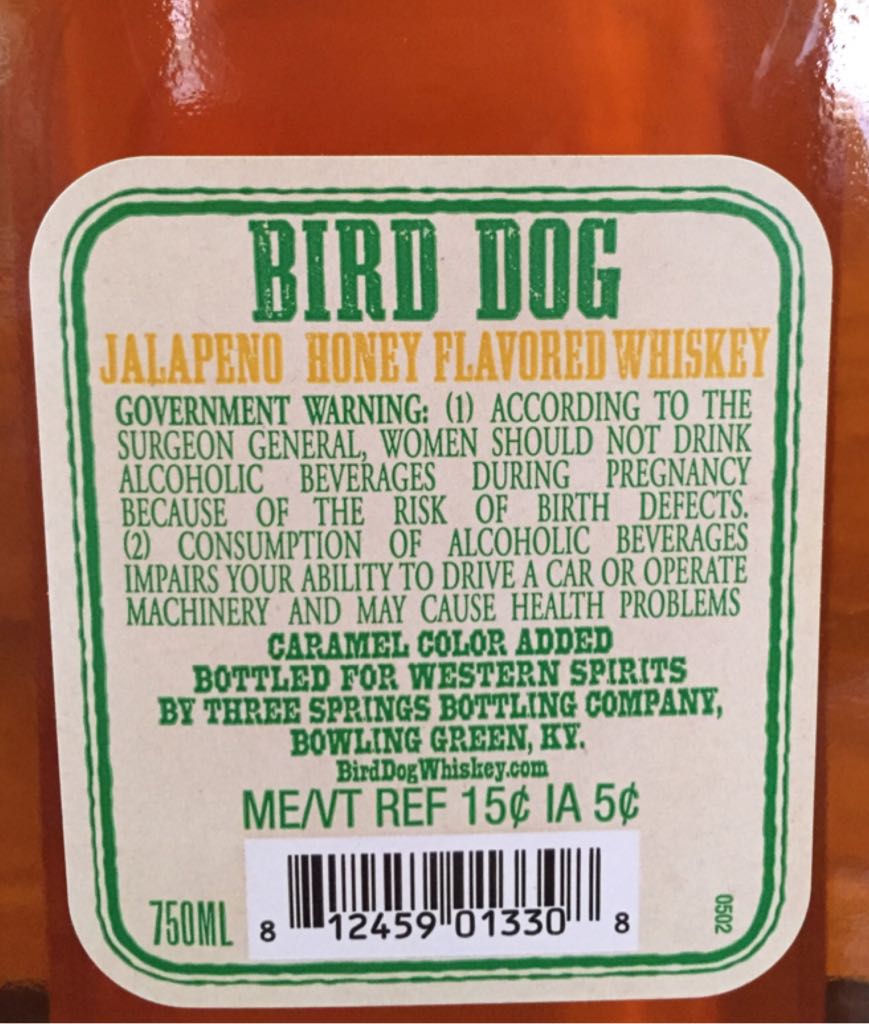 BIRD DOG
JALAPENO HONEY FLAVORED WHISKEY
GOVERNMENT WARNING: (1) ACCORDING TO THE
SURGEON GENERAL, WOMEN SHOULD NOT DRINK
ALCOHOLIC BEVERAGES DURING PREGNANCY
BECAUSE OF THE RISK OF BIRTH DEFECTS.
(2) CONSUMPTION OF ALCOHOLIC BEVERAGES
IMPAIRS YOUR ABILITY TO DRIVE A CAR OR OPERATE
MACHINERY AND MAY CAUSE HEALTH PROBLEMS
CARAMEL COLOR ADDED
BOTTLED FOR WESTERN SPIRITS
BY THREE SPRINGS BOTTLING COMPANY,
BOWLING GREEN, KY.
BirdDogWhiskey.com
ME/VT REF 15¢ IA 5¢
750ML
8 12459 01330 8
0502